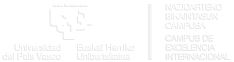 Universidad
del País Vasco
Euskal Herriko
Unibertsitatea
NAZIOARTEKO
BIKAINTASUN
CAMPUSA
CAMPUS DE
EXCELENCIA
INTERNACIONAL